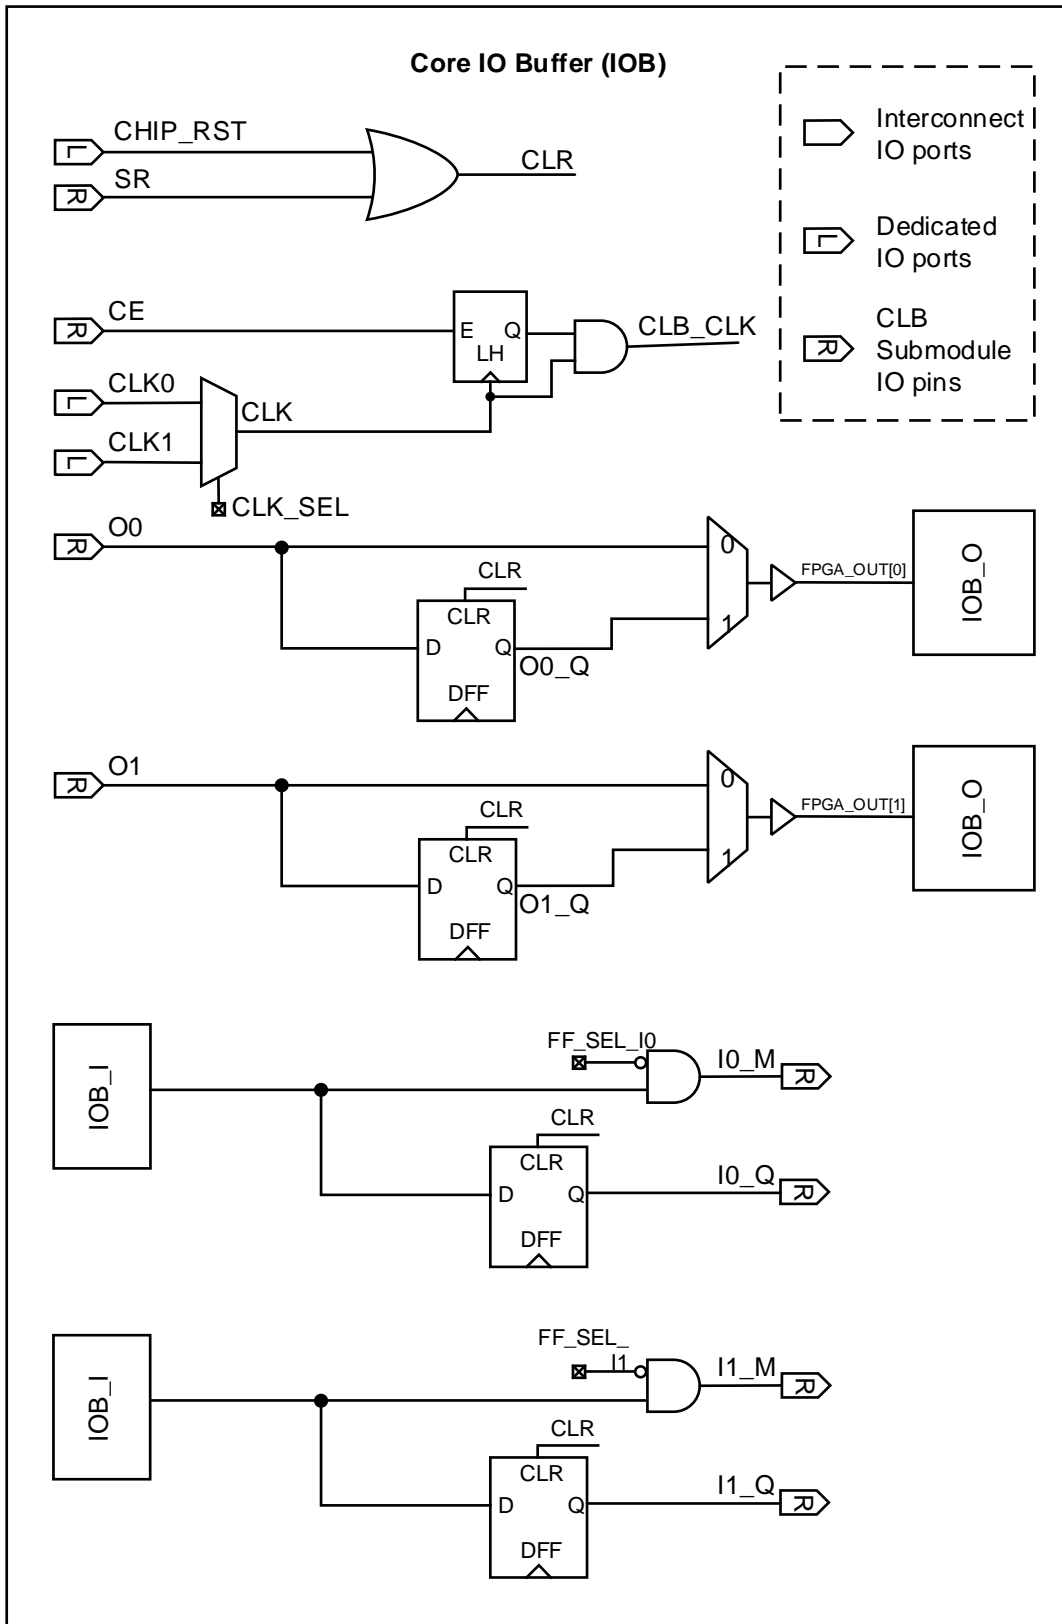 Core IO Buffer (IOB)
Interconnect
IO ports
L
Dedicated
IO ports
R
CLB
Submodule
IO pins
CHIP_RST
L
SR
R
CLR
CE
R
E
Q
LH
CLB_CLK
CLK0
L
CLK
CLK1
L
CLK_SEL
O0
R
0
1
CLR
CLR
D
Q
DFF
O0_Q
FPGA_OUT[0]
IOB_O
O1
R
0
1
CLR
CLR
D
Q
DFF
O1_Q
FPGA_OUT[1]
IOB_O
IOB_I
FF_SEL_I0
I0_M
R
CLR
CLR
D
Q
DFF
I0_Q
R
IOB_I
FF_SEL_
I1
I1_M
R
CLR
CLR
D
Q
DFF
I1_Q
R